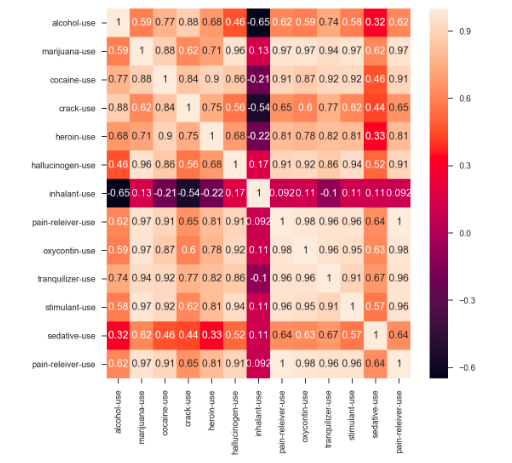 alcohol-use 1 0.59 0.77 0.88 0.68 0.46 -0.65 0.62 0.59 0.74 0.58 0.32 0.62
marijuana-use 0.59 1 0.88 0.62 0.71 0.96 0.13 0.97 0.97 0.94 0.97 0.62 0.97
cocaine-use 0.77 0.88 1 0.84 0.9 0.86 -0.21 0.91 0.87 0.92 0.92 0.46 0.91
crack-use 0.88 0.62 0.84 1 0.75 0.56 -0.54 0.65 0.6 0.77 0.62 0.44 0.65
heroin-use 0.68 0.71 0.9 0.75 1 0.68 -0.22 0.81 0.78 0.82 0.81 0.33 0.81
hallucinogen-use 0.46 0.96 0.86 0.56 0.68 1 0.17 0.91 0.92 0.86 0.94 0.52 0.91
inhalant-use -0.65 0.13 -0.21 -0.54 -0.22 0.17 1 0.092 0.11 -0.1 0.11 0.11 0.092
pain-releiver-use 0.62 0.97 0.91 0.65 0.81 0.91 0.092 1 0.98 0.96 0.96 0.64 1
oxycontin-use 0.59 0.97 0.87 0.6 0.78 0.92 0.11 0.98 1 0.96 0.95 0.63 0.98
tranquilizer-use 0.74 0.94 0.92 0.77 0.82 0.86 -0.1 0.96 0.96 1 0.91 0.67 0.96
stimulant-use 0.58 0.97 0.92 0.62 0.81 0.94 0.11 0.96 0.95 0.91 1 0.57 0.96
sedative-use 0.32 0.62 0.46 0.44 0.33 0.52 0.11 0.64 0.63 0.67 0.57 1 0.64
pain-releiver-use 0.62 0.97 0.91 0.65 0.81 0.91 0.092 1 0.98 0.96 0.96 0.64 1
alcohol-use
marijuana-use
cocaine-use
crack-use
heroin-use
hallucinogen-use
inhalant-use
pain-releiver-use
oxycontin-use
tranquilizer-use
stimulant-use
sedative-use
pain-releiver-use
0.9
0.6
0.3
0.0
−0.3
−0.6